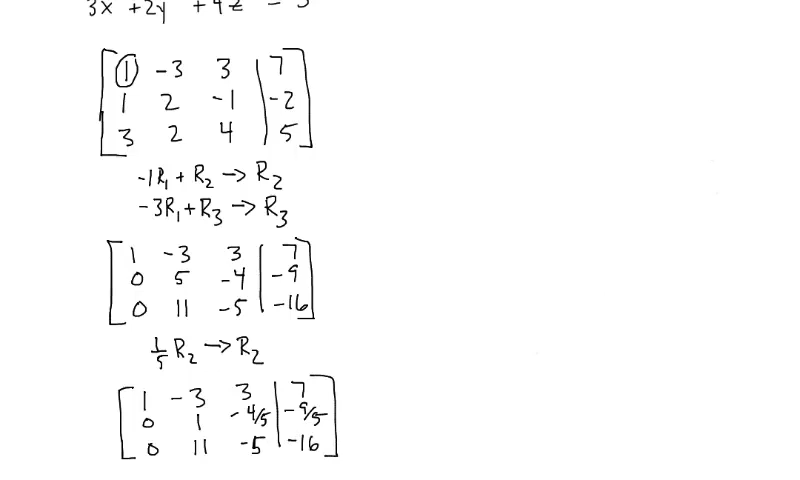 3x +2y +4z = 5
1 -3 3 | 7
1 2 -1 | -2
3 2 4 | 5
-1R₁ + R₂ → R₂
-3R₁ + R₃ → R₃
1 -3 3 | 7
0 5 -4 | -9
0 11 -5 | -16
1/5 R₂ → R₂
1 -3 3 | 7
0 1 -4/5 | -9/5
0 11 -5 | -16